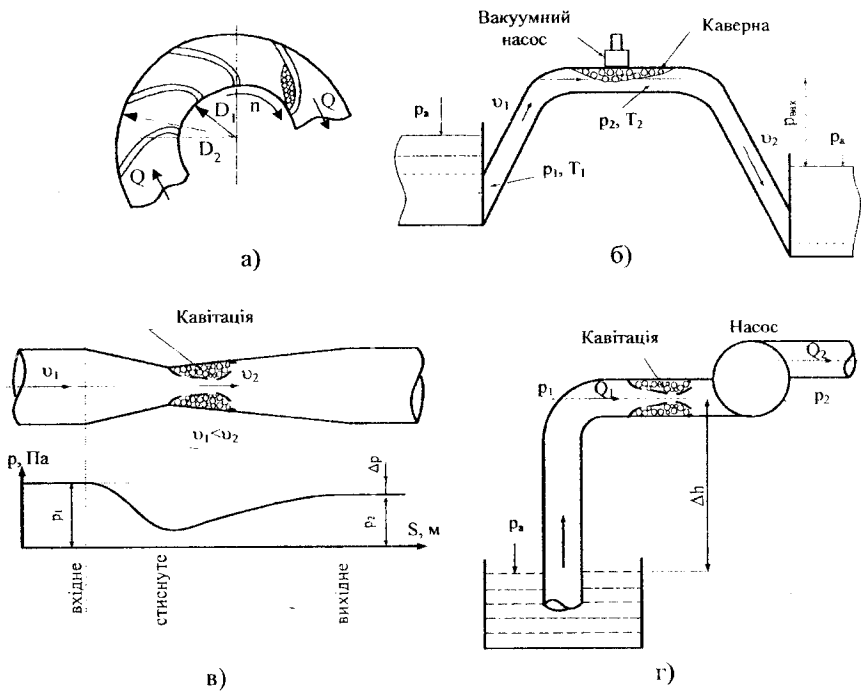 D₁
n
Q
D₂
Q
а)
Вакуумний
насос
Каверна
υ₁
pₐ
p₂, T₂
pвих
υ₂
pₐ
p₁, T₁
б)
Кавітація
υ₁
υ₂
υ₁<υ₂
p, Па
Δp
p₁
p₂
S, м
вхідне
стиснуте
вихідне
в)
Кавітація
Насос
p₁
Q₁
Q₂
p₂
Δh
pₐ
г)